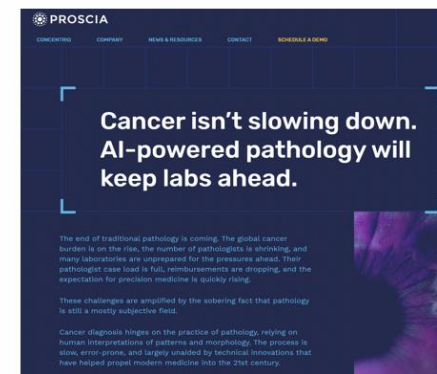 PROSCIA
CONCENTRIQ COMPANY NEWS & RESOURCES CONTACT SCHEDULE A DEMO
Cancer isn't slowing down.
AI-powered pathology will
keep labs ahead.
The end of traditional pathology is coming. The global cancer
burden is on the rise, the number of pathologists is shrinking, and
many laboratories are unprepared for the pressures ahead. Their
pathologist case load is full, reimbursements are dropping, and the
expectation for precision medicine is quickly rising.
These challenges are amplified by the sobering fact that pathology
is still a mostly subjective field.
Cancer diagnosis hinges on the practice of pathology, relying on
human interpretations of patterns and morphology. The process is
slow, error-prone, and largely unaided by technical innovations that
have helped propel modern medicine into the 21st century.